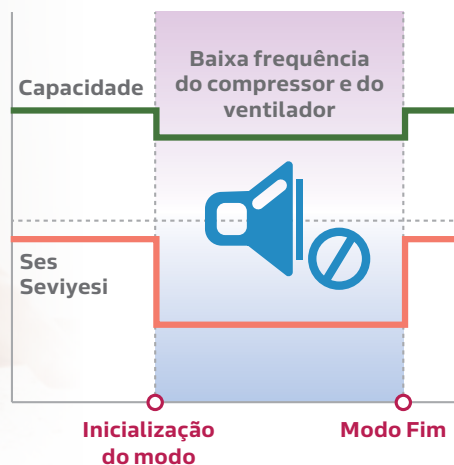 Capacidade
Baixa frequência
do compressor e do
ventilador
Ses
Seviyesi
Inicialização
do modo
Modo Fim